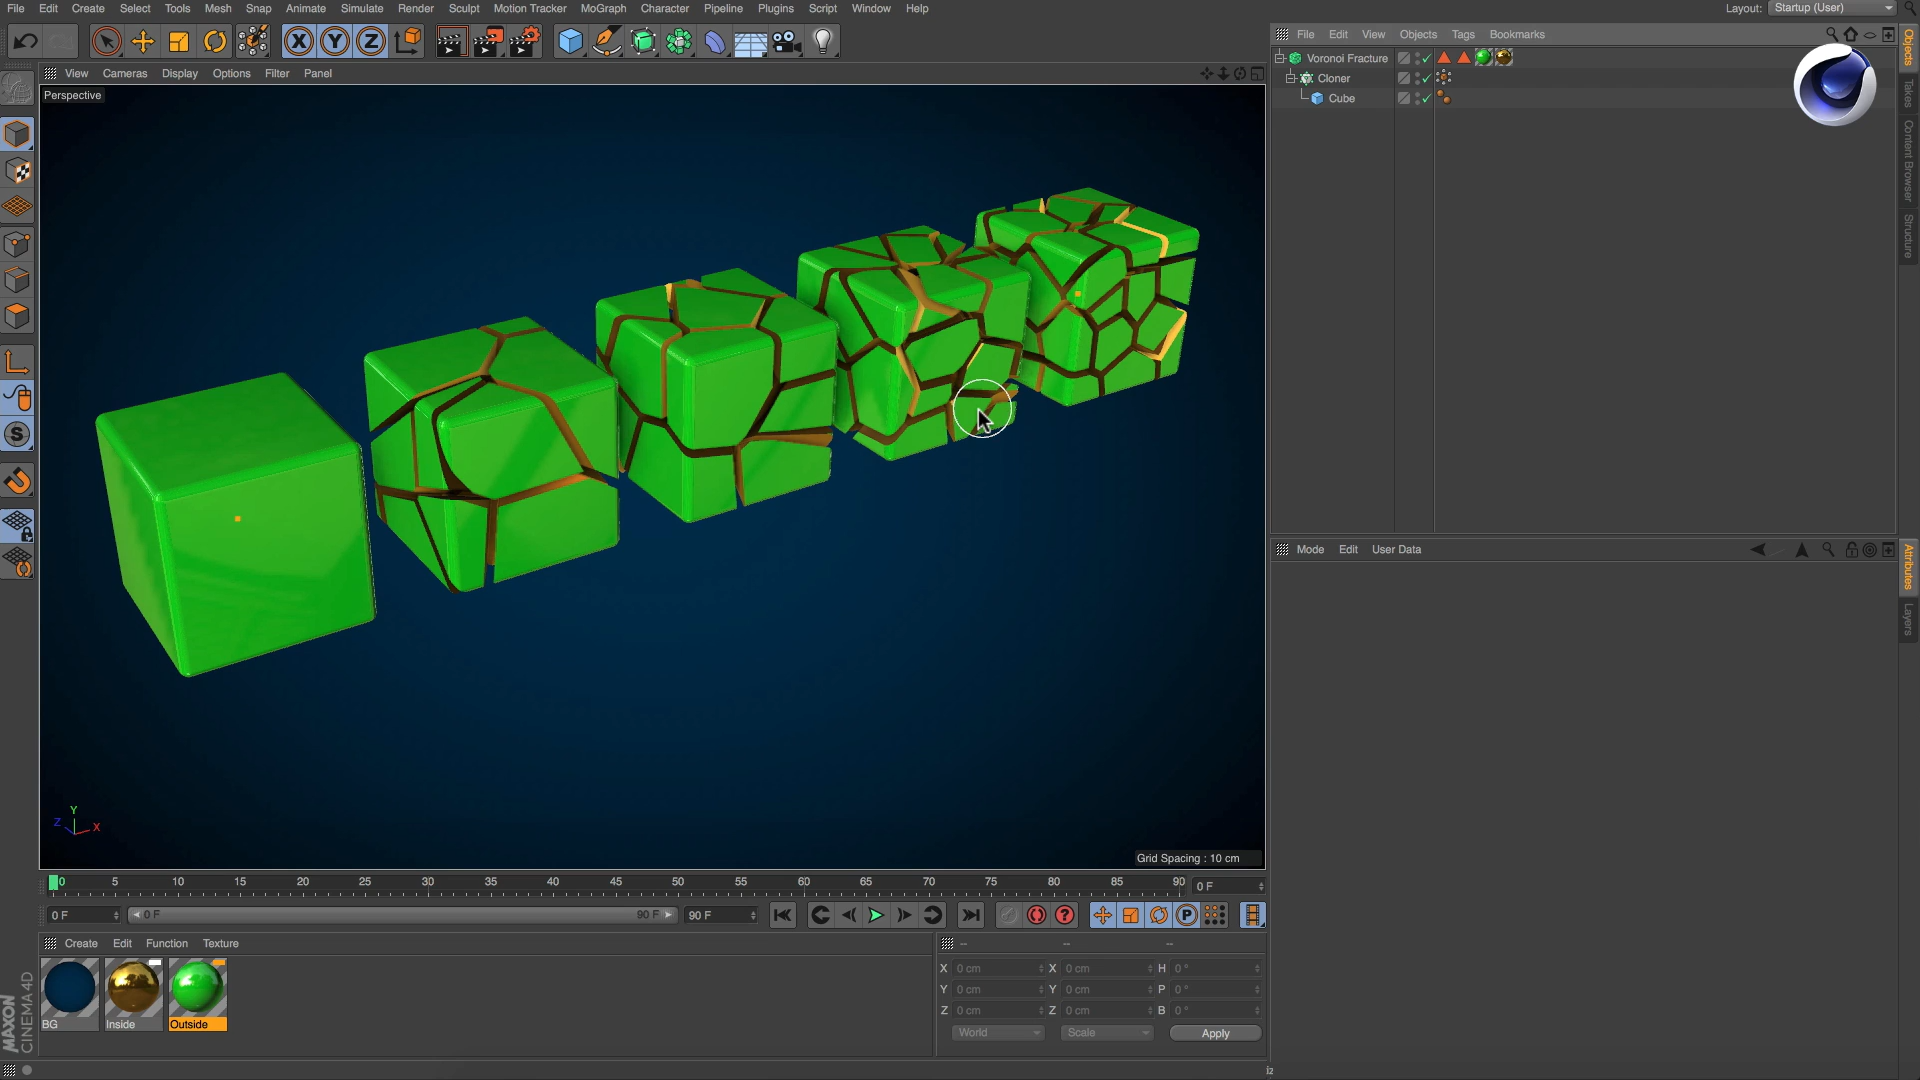 File Edit Create Select Tools Mesh Snap Animate Simulate Render Sculpt Motion Tracker MoGraph Character Pipeline Plugins Script Window Help Layout: Startup (User)
View Cameras Display Options Filter Panel
Perspective
X Y Z
File Edit View Objects Tags Bookmarks
Voronoi Fracture
Cloner
Cube
Objects
Takes
Content Browser
Structure
Mode Edit User Data
Attributes
Layers
S
Y
Z X
Grid Spacing : 10 cm
0 5 10 15 20 25 30 35 40 45 50 55 60 65 70 75 80 85 90 0 F
0 F 0 F 90 F 90 F ? P
Create Edit Function Texture
-- -- --
X 0 cm X 0 cm H 0 °
Y 0 cm Y 0 cm P 0 °
Z 0 cm Z 0 cm B 0 °
World Scale Apply
BG Inside Outside
MAXON
CINEMA 4D